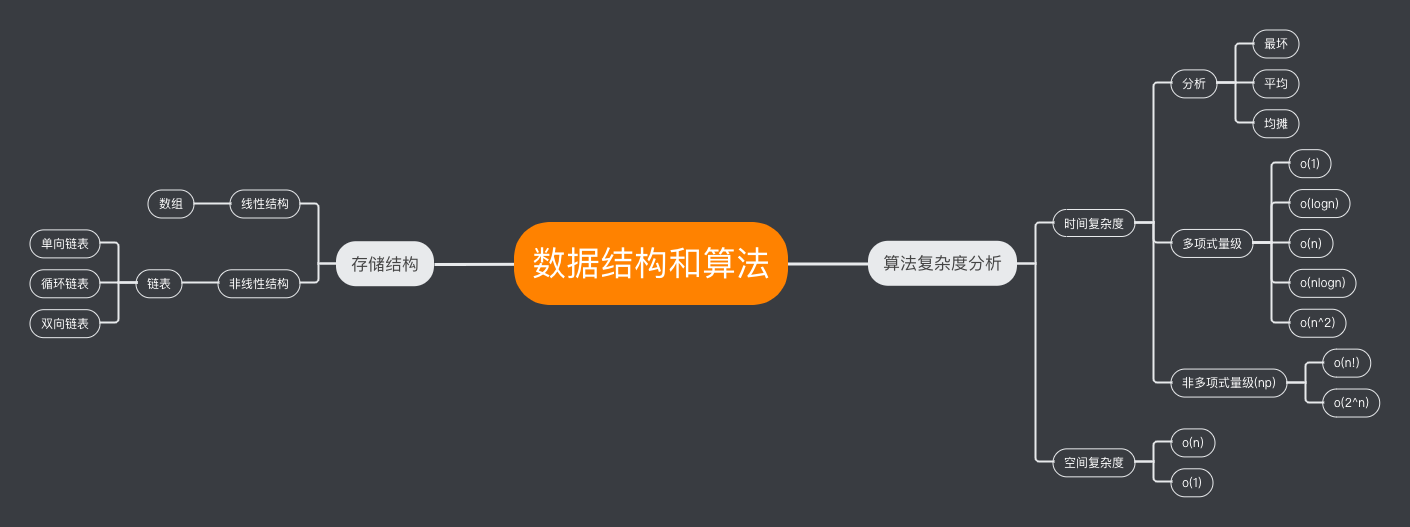 数据结构和算法
存储结构
线性结构
数组
非线性结构
链表
单向链表
循环链表
双向链表
算法复杂度分析
时间复杂度
分析
最环
平均
均摊
多项式量级
o(1)
o(logn)
o(n)
o(nlogn)
o(n^2)
非多项式量级(np)
o(n!)
o(2^n)
空间复杂度
o(n)
o(1)